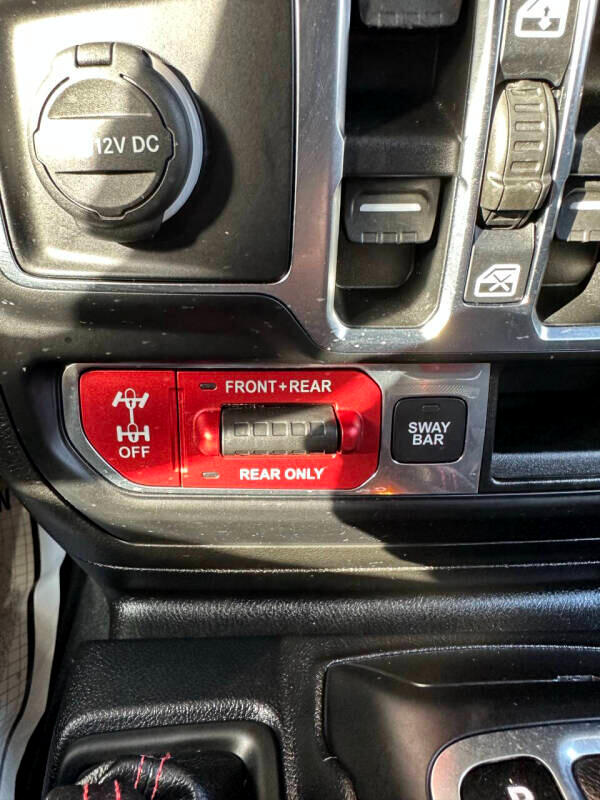 12V DC
FRONT+REAR
OFF
REAR ONLY
SWAY
BAR
P